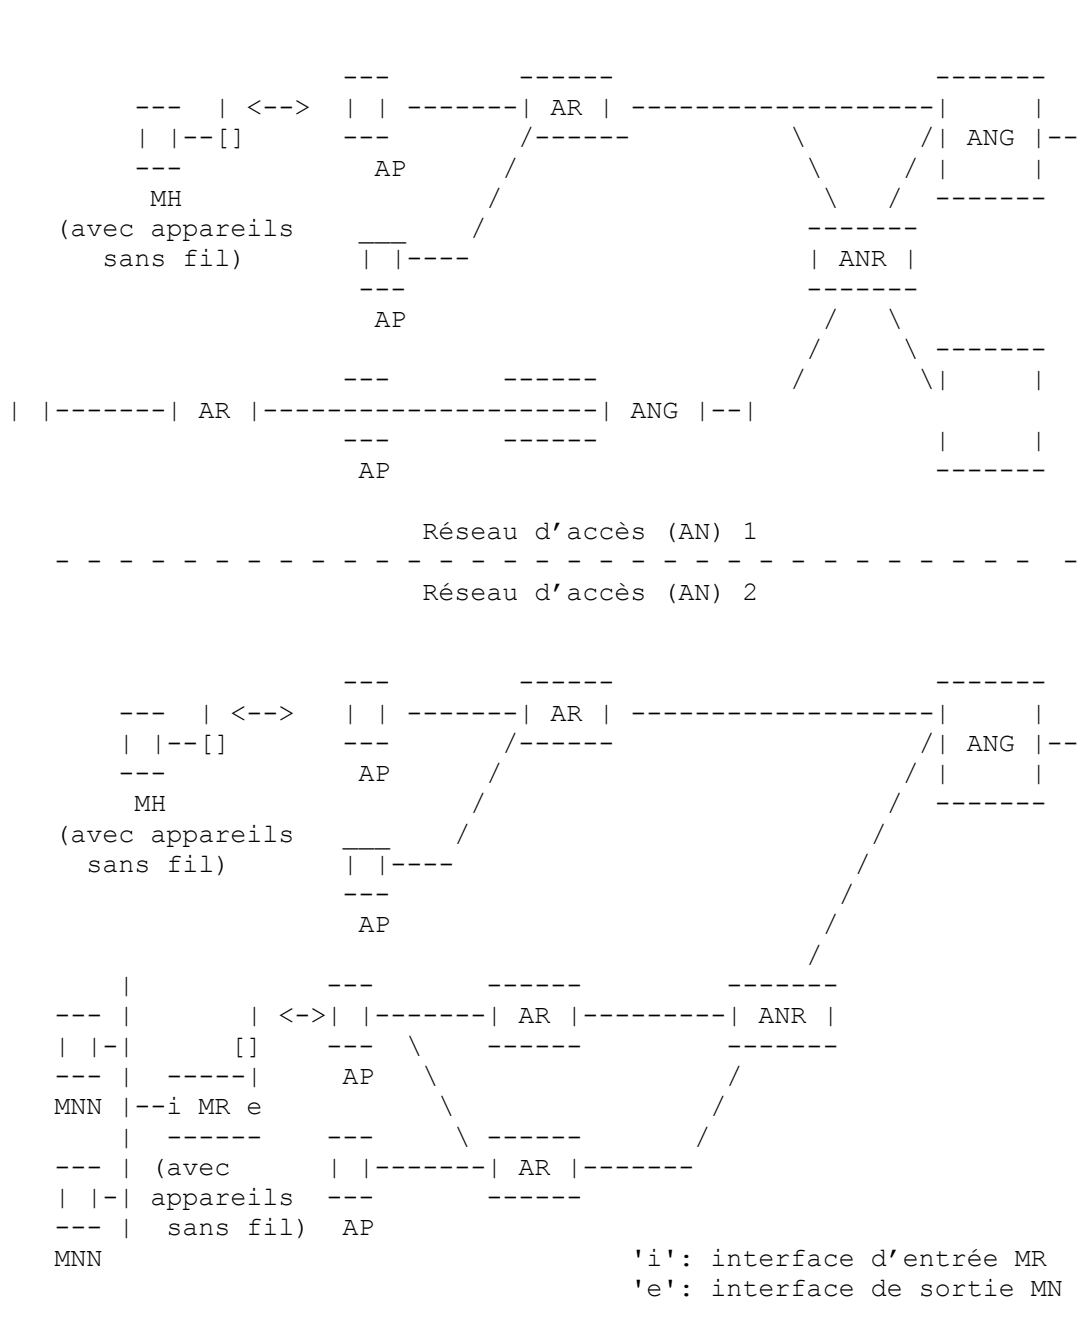 ---        ------                    -------
        ---  | <-->  | | -------| AR | -------------------|     |
        | |--[]      ---        /------          \       /| ANG |--
        ---            AP      /                  \     / |     |
         MH                   /                    \   /  -------
   (avec appareils    ___    /                    -------
      sans fil)       | |----                     | ANR |
                      ---                         -------
                       AP                          /   \
                                                  /     \ -------
                     ---       ------            /       \|     |
| |-------| AR |---------------------| ANG |--|
                     ---       ------                     |     |
                      AP                                  -------
                          Réseau d’accès (AN) 1
   - - - - - - - - - - - - - - - - - - - - - - - - - - - - - - -  -
                          Réseau d’accès (AN) 2
                     ---        ------                    -------
       ---  | <-->   | | -------| AR | -------------------|     |
       | |--[]       ---       /------                   /| ANG |--
       ---            AP      /                         / |     |
        MH                   /                         /  -------
   (avec appareils   ___    /                         /
     sans fil)       | |----                         /
                     ---                            /
                      AP                           /
                                                  /
       |            ---       ------         -------
   --- |       | <->| |-------| AR |---------| ANR |
   | |-|      []    ---  \    ------         -------
   --- | -----|      AP   \                  /
   MNN |--i MR e           \                /
       | ------     ---     \ ------       /
   --- | (avec      | |-------| AR |-------
   | |-| appareils  ---       ------
   --- |  sans fil)  AP
   MNN                                 'i': interface d’entrée MR
                                       'e': interface de sortie MN